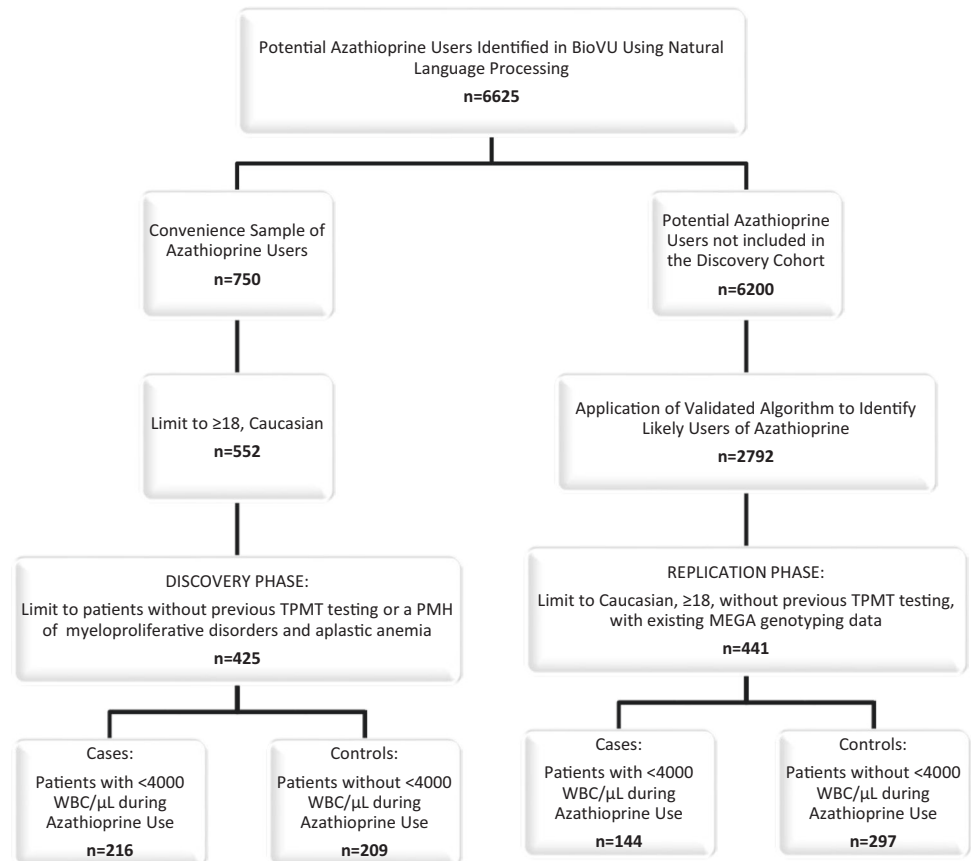 Potential Azathioprine Users Identified in BioVU Using Natural
Language Processing
n=6625
Convenience Sample of
Azathioprine Users
n=750
Potential Azathioprine
Users not included in
the Discovery Cohort
n=6200
Limit to ≥18, Caucasian
n=552
Application of Validated Algorithm to Identify
Likely Users of Azathioprine
n=2792
DISCOVERY PHASE:
Limit to patients without previous TPMT testing or a PMH
of myeloproliferative disorders and aplastic anemia
n=425
REPLICATION PHASE:
Limit to Caucasian, ≥18, without previous TPMT testing,
with existing MEGA genotyping data
n=441
Cases:
Patients with <4000
WBC/μL during
Azathioprine Use
n=216
Controls:
Patients without <4000
WBC/μL during
Azathioprine Use
n=209
Cases:
Patients with <4000
WBC/μL during
Azathioprine Use
n=144
Controls:
Patients without <4000
WBC/μL during
Azathioprine Use
n=297